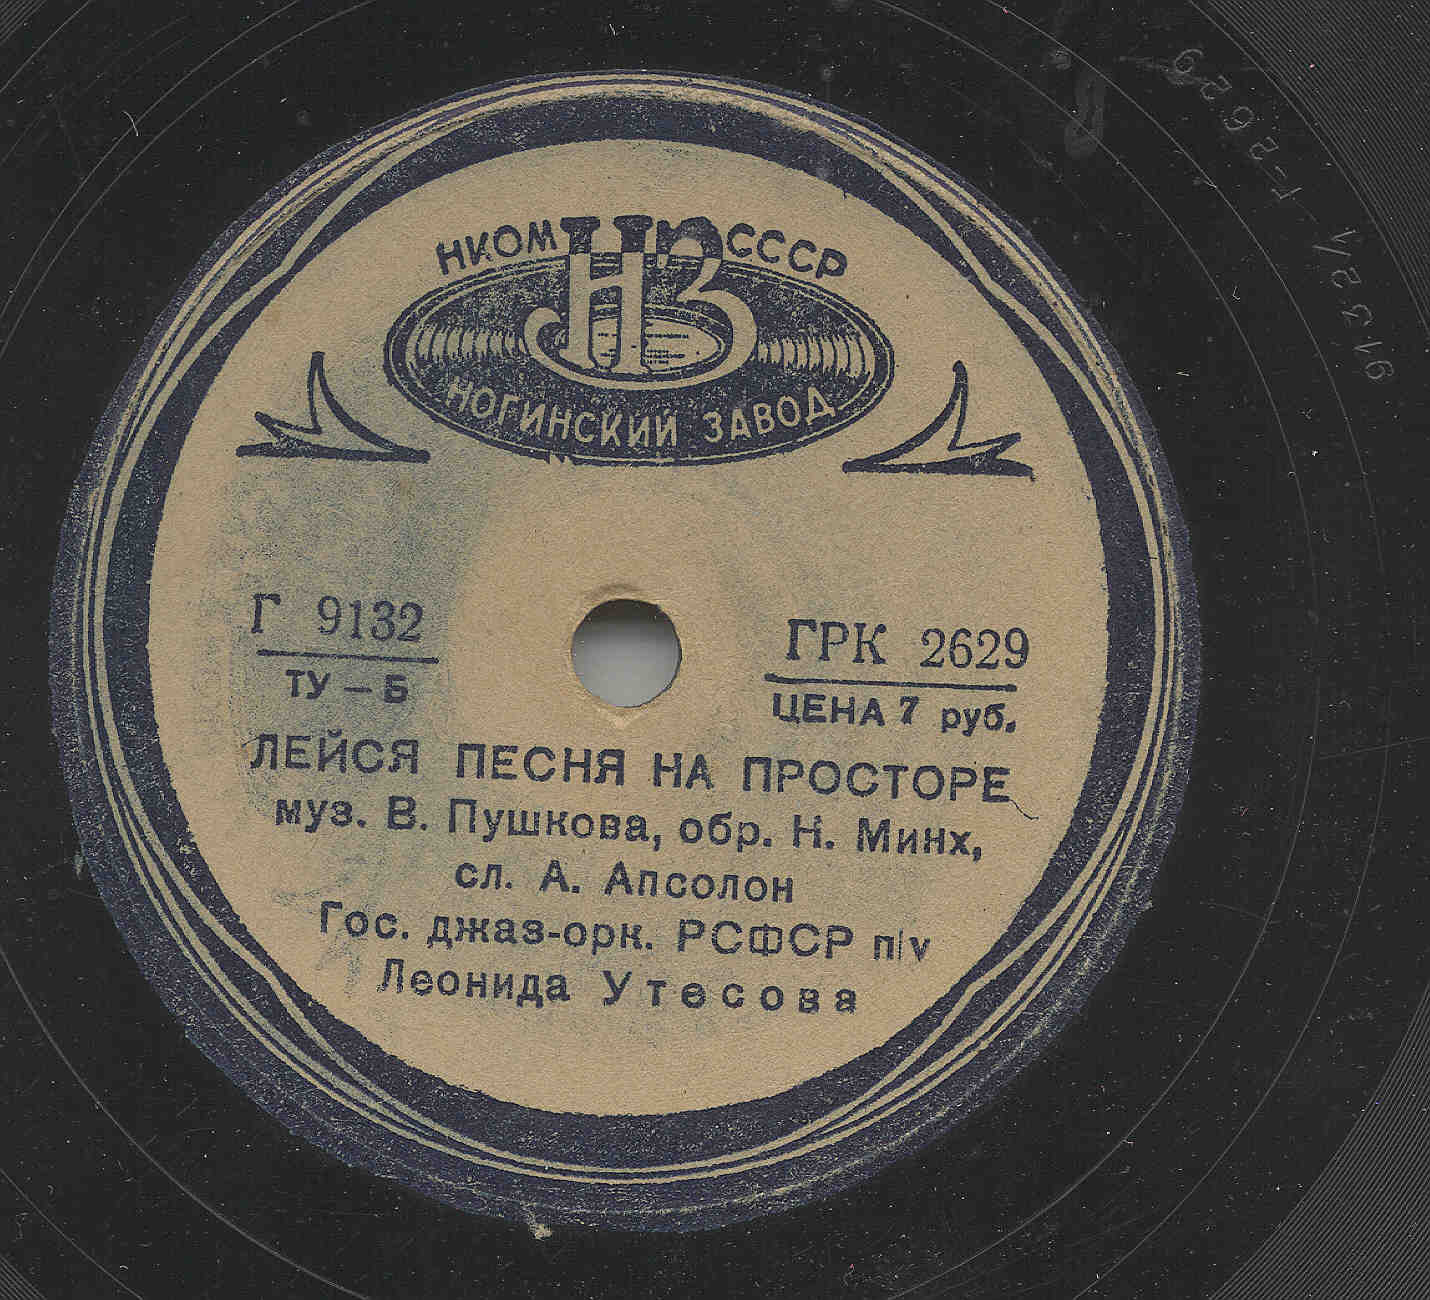 НКОМ НЗ СССР
НОГИНСКИЙ ЗАВОД
Г 9132
ТУ – Б
ГРК 2629
ЦЕНА 7 руб.
ЛЕЙСЯ ПЕСНЯ НА ПРОСТОРЕ
муз. В. Пушкова, обр. Н. Минх,
сл. А. Апсолон
Гос. джаз-орк. РСФСР п/v
Леонида Утесова